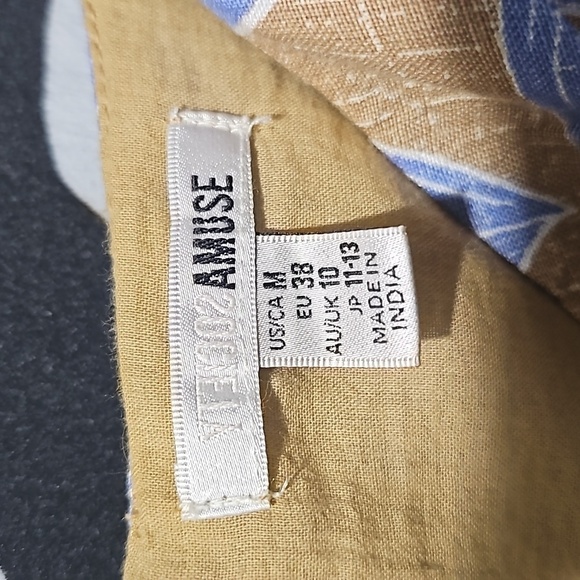 AMUSE SOCIETY
US/CA M
EU 38
AU/UK 10
JP 11-13
MADE IN
INDIA